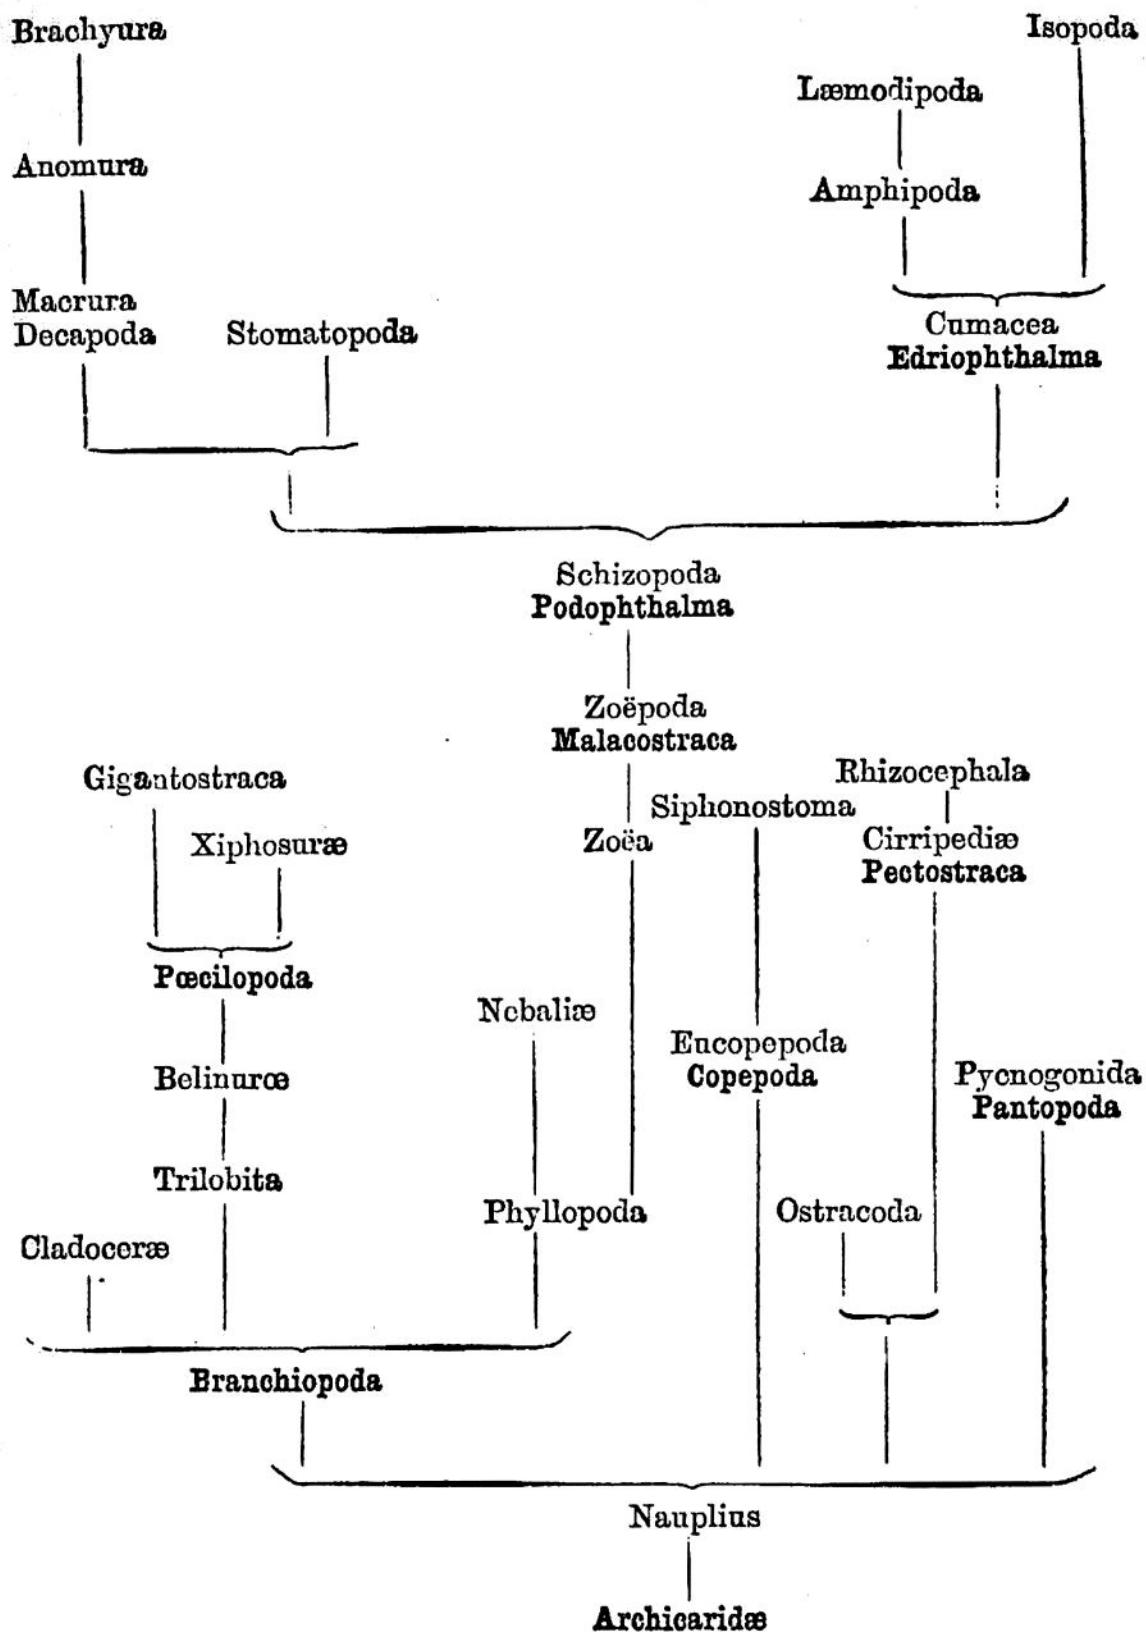 Brachyura
Isopoda
Læmodipoda
Anomura
Amphipoda
Macrura
Decapoda
Stomatopoda
Cumacea
Edriophthalma
Schizopoda
Podophthalma
Zoëpoda
Malacostraca
Gigantostraca
Rhizocephala
Siphonostoma
Xiphosuræ
Zoëa
Cirripediæ
Pectostraca
Pœcilopoda
Nebaliæ
Eucopepoda
Copepoda
Belinuræ
Pycnogonida
Pantopoda
Trilobita
Phyllopoda
Ostracoda
Cladoceræ
Branchiopoda
Nauplius
Archicaridæ